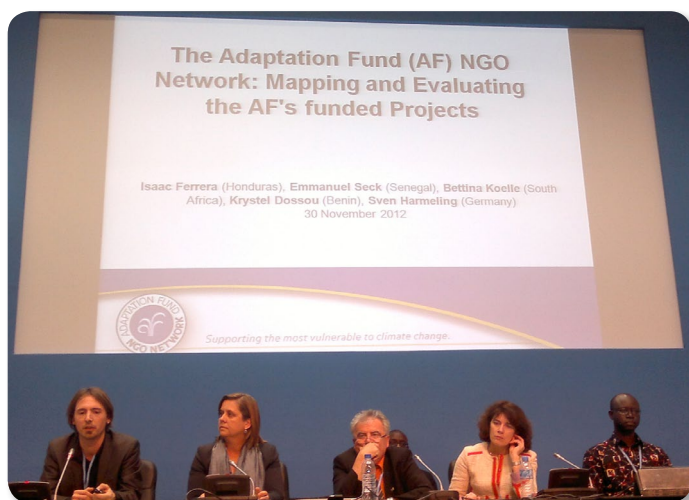 The Adaptation Fund (AF) NGO
Network: Mapping and Evaluating
the AF's funded Projects
Isaac Ferrera (Honduras), Emmanuel Seck (Senegal), Bettina Koelle (South
Africa), Krystel Dossou (Benin), Sven Harmeling (Germany)
30 November 2012
ADAPTATION FUND
af
NGO NETWORK
Supporting the most vulnerable to climate change.